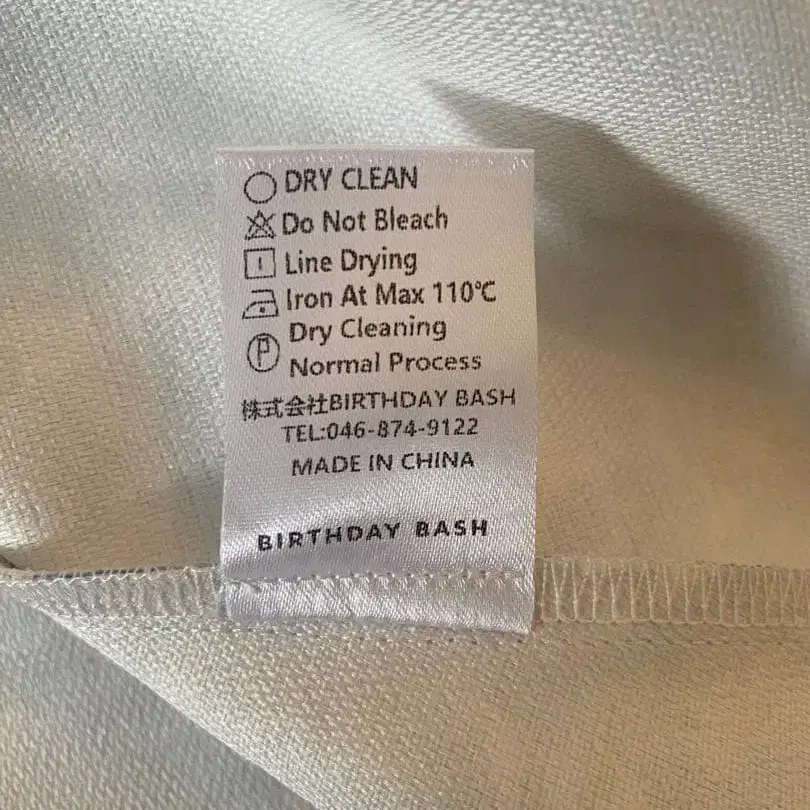 DRY CLEAN
Do Not Bleach
Line Drying
Iron At Max 110℃
Dry Cleaning
Normal Process
株式会社BIRTHDAY BASH
TEL:046-874-9122
MADE IN CHINA
BIRTHDAY BASH